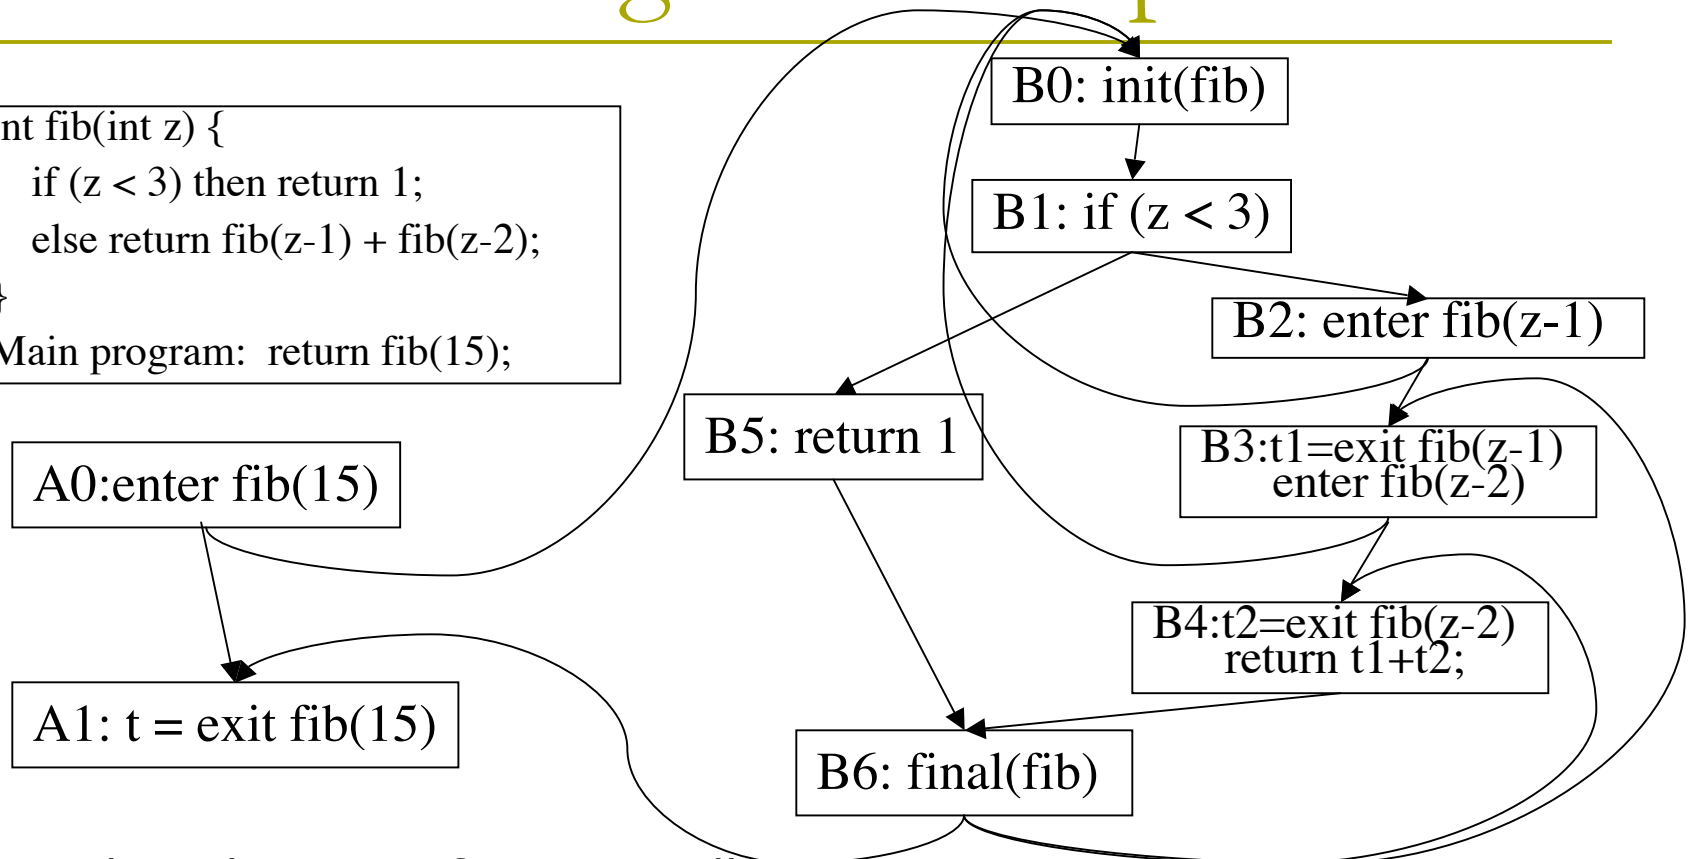 B0: init(fib)
nt fib(int z) {
if (z < 3) then return 1;
else return fib(z-1) + fib(z-2);
}
Main program: return fib(15);
B1: if (z < 3)
B2: enter fib(z-1)
B5: return 1
B3:t1=exit fib(z-1)
enter fib(z-2)
A0:enter fib(15)
B4:t2=exit fib(z-2)
return t1+t2;
A1: t = exit fib(15)
B6: final(fib)